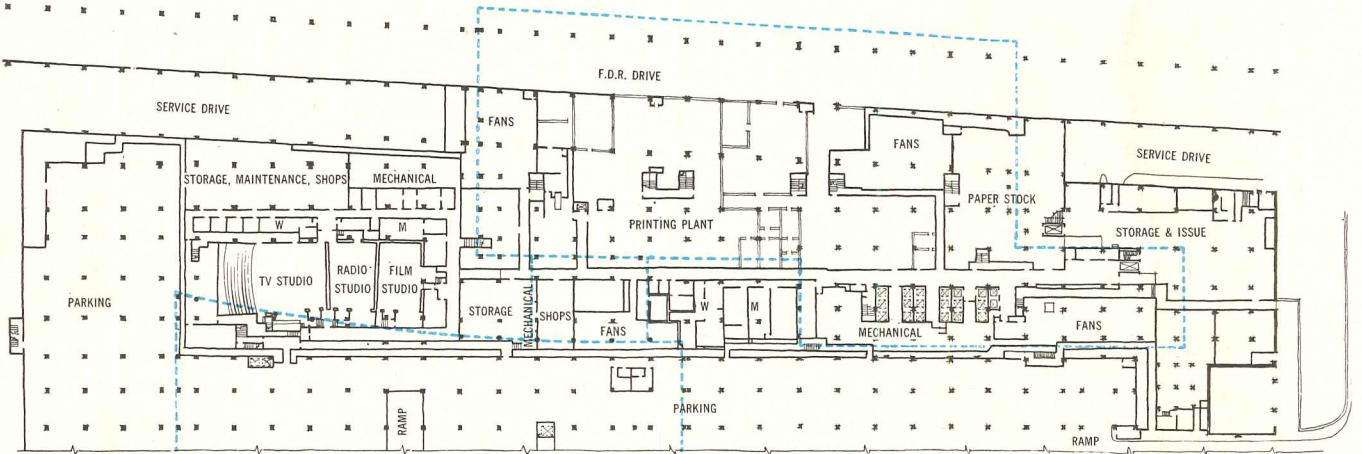 F.D.R. DRIVE
SERVICE DRIVE
FANS
FANS
SERVICE DRIVE
STORAGE, MAINTENANCE, SHOPS
MECHANICAL
PAPER STOCK
W
M
PRINTING PLANT
STORAGE & ISSUE
TV STUDIO
RADIO STUDIO
FILM STUDIO
PARKING
STORAGE
MECHANICAL
SHOPS
FANS
W
M
MECHANICAL
FANS
PARKING
RAMP
RAMP